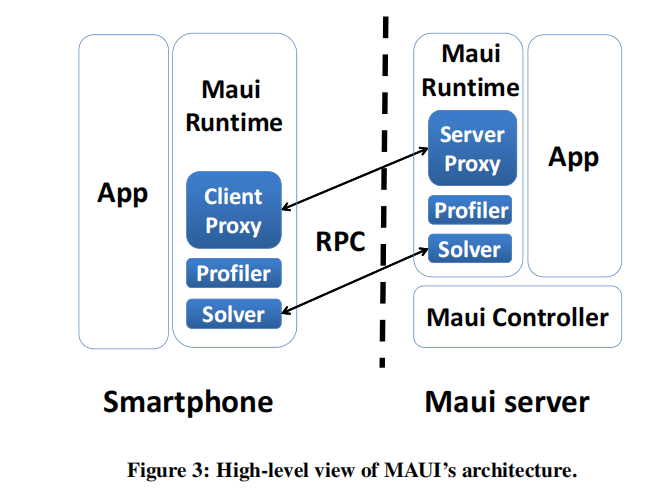 App
Maui
Runtime
Client
Proxy
Profiler
Solver
Smartphone
RPC
Maui
Runtime
Server
Proxy
Profiler
Solver
App
Maui Controller
Maui server
Figure 3: High-level view of MAUI's architecture.